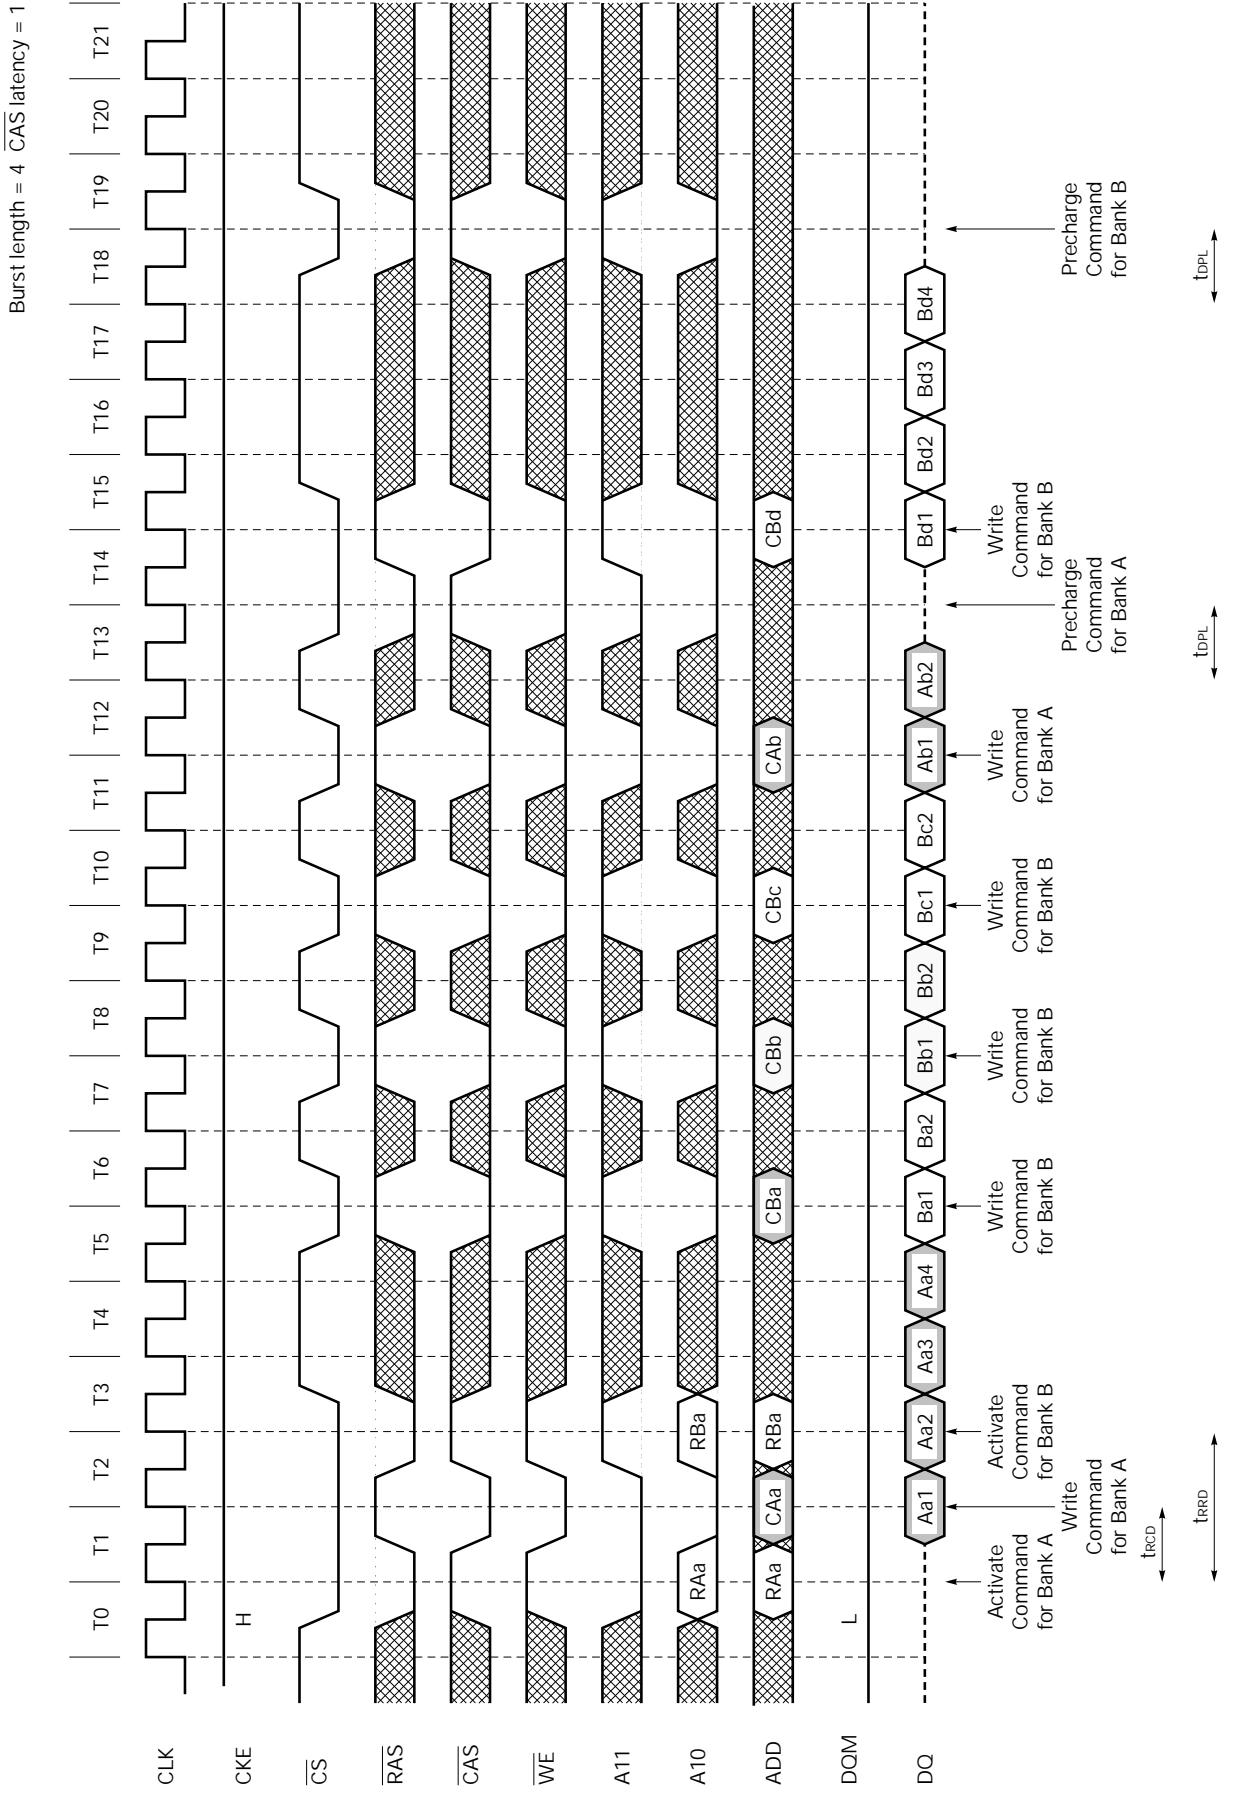 Burst length = 4 CAS latency = 1
T0 T1 T2 T3 T4 T5 T6 T7 T8 T9 T10 T11 T12 T13 T14 T15 T16 T17 T18 T19 T20 T21
CLK
CKE H
CS
RAS
CAS
WE
A11
A10 RAa RBa
ADD RAa CAa RBa CBa CBb CBc CAb CBd
DQM L
DQ Aa1 Aa2 Aa3 Aa4 Ba1 Ba2 Bb1 Bb2 Bc1 Bc2 Ab1 Ab2 Bd1 Bd2 Bd3 Bd4
Activate
Command
for Bank A
Write
Command
for Bank A
Activate
Command
for Bank B
Write
Command
for Bank B
Write
Command
for Bank B
Write
Command
for Bank B
Write
Command
for Bank A
Precharge
Command
for Bank A
Write
Command
for Bank B
Precharge
Command
for Bank B
tRCD
tRRD
tDPL
tDPL